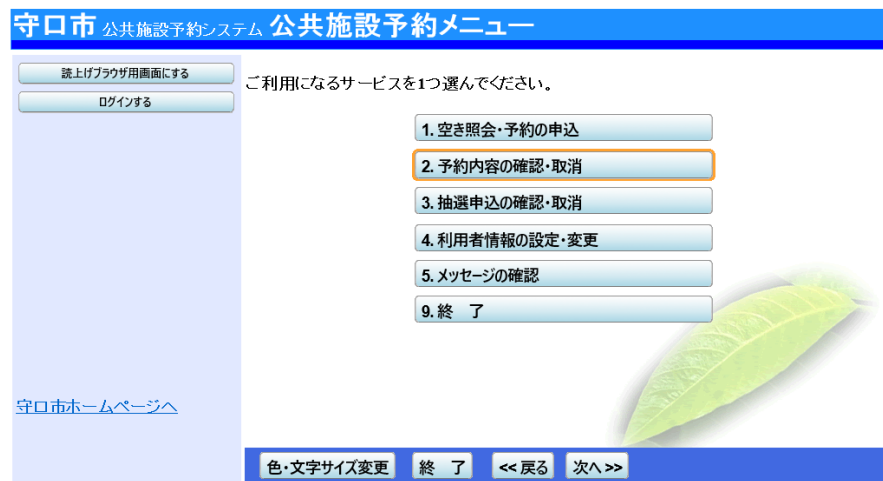 守口市 公共施設予約システム 公共施設予約メニュー
読上げブラウザ用画面にする
ログインする
ご利用になるサービスを1つ選んでください。
1. 空き照会・予約の申込
2. 予約内容の確認・取消
3. 抽選申込の確認・取消
4. 利用者情報の設定・変更
5. メッセージの確認
9. 終　了
守口市ホームページへ
色・文字サイズ変更 終　了 << 戻る 次へ >>